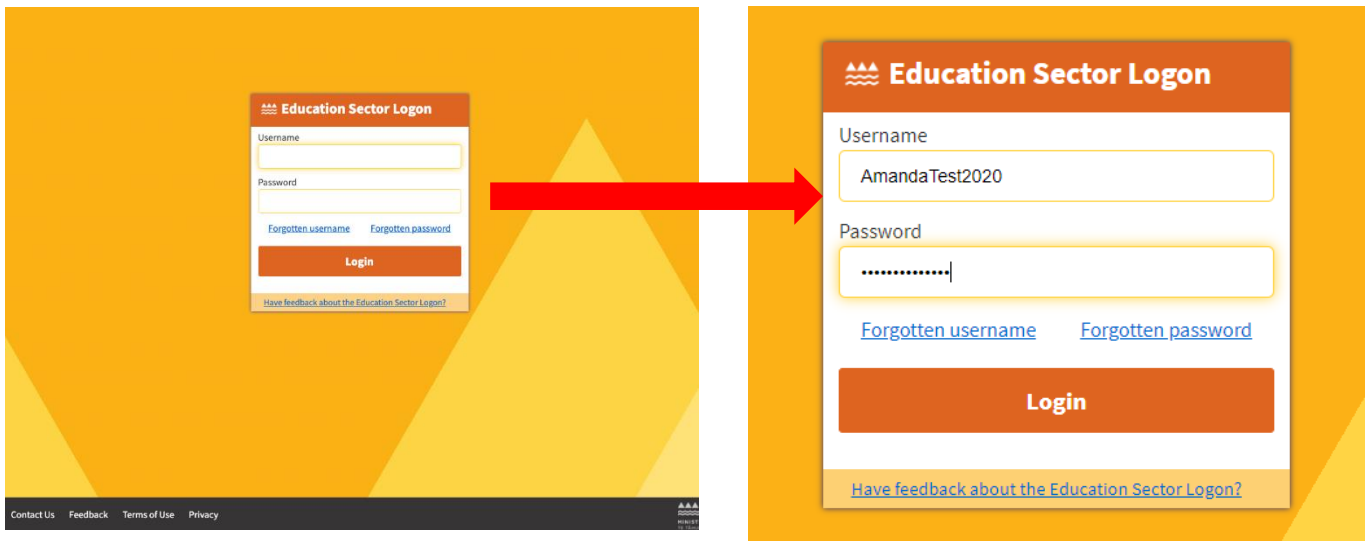 Education Sector Logon
Username
Password
Forgotten username Forgotten password
Login
Have feedback about the Education Sector Logon?
Contact Us Feedback Terms of Use Privacy
Education Sector Logon
Username
AmandaTest2020
Password
••••••••••••••
Forgotten username Forgotten password
Login
Have feedback about the Education Sector Logon?